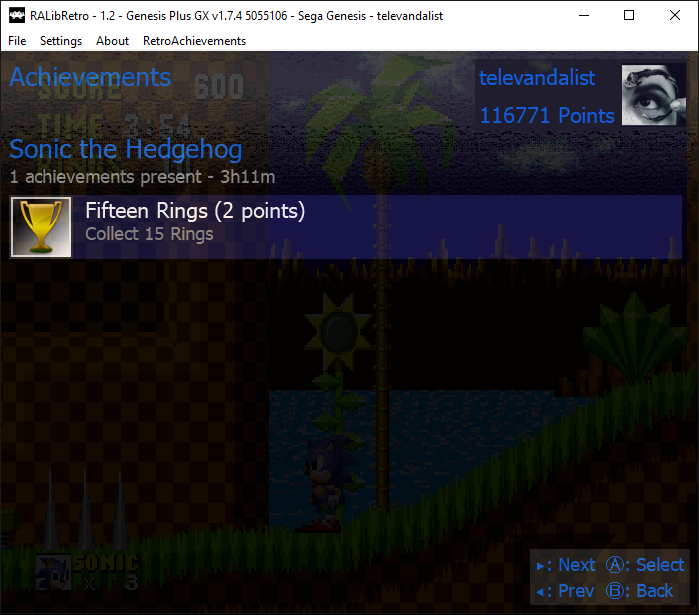 RALibRetro - 1.2 - Genesis Plus GX v1.7.4 5055106 - Sega Genesis - televandalist
File Settings About RetroAchievements
Achievements
SCORE 600
televandalist
TIME 2:54
116771 Points
Sonic the Hedgehog
1 achievements present - 3h11m
Fifteen Rings (2 points)
Collect 15 Rings
SONIC
x 3
▸: Next Ⓐ: Select
◂: Prev Ⓑ: Back